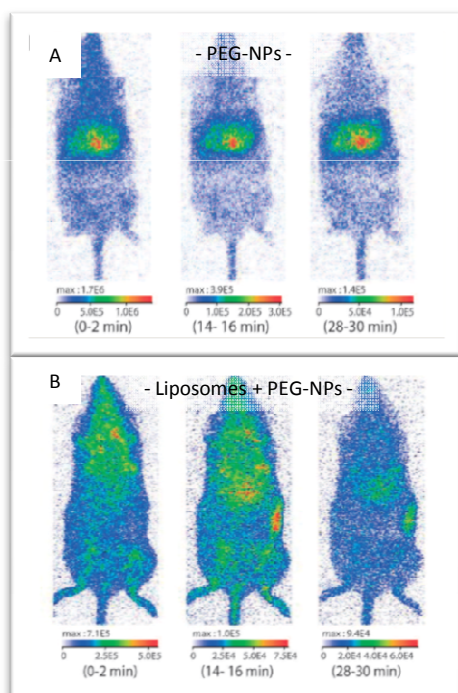 A
- PEG-NPs -
max : 1.7E6 max : 3.9E5 max : 1.4E5
0 5.0E5 1.0E6 0 1.0E5 2.0E5 3.0E5 0 5.0E4 1.0E5
(0-2 min) (14- 16 min) (28-30 min)
B
- Liposomes + PEG-NPs -
max : 7.1E5 max : 1.0E5 max : 9.4E4
0 2.5E5 5.0E5 0 2.5E4 5.0E4 7.5E4 0 2.0E4 4.0E4 6.0E4
(0-2 min) (14- 16 min) (28-30 min)